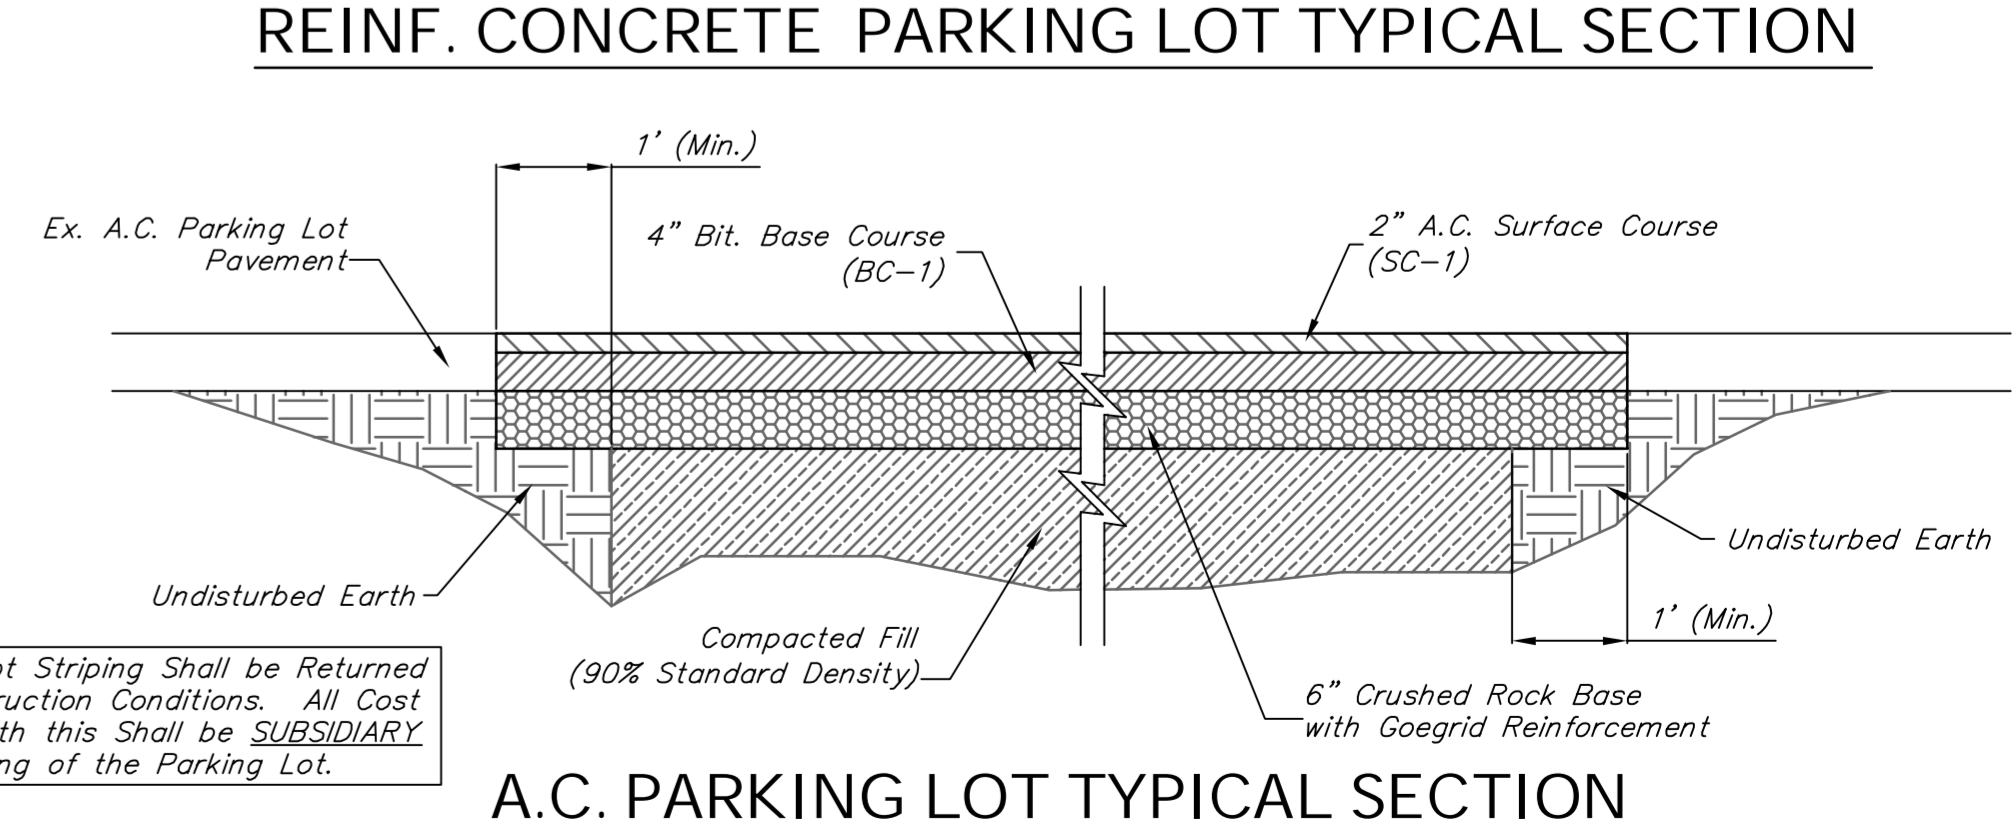 REINF. CONCRETE PARKING LOT TYPICAL SECTION
1' (Min.)
Ex. A.C. Parking Lot
Pavement
4" Bit. Base Course
(BC-1)
2" A.C. Surface Course
(SC-1)
Undisturbed Earth
Undisturbed Earth
1' (Min.)
Compacted Fill
(90% Standard Density)
6" Crushed Rock Base
with Goegrid Reinforcement
Striping Shall be Returned
Conditions. All Cost
this Shall be SUBSIDIARY
of the Parking Lot.
A.C. PARKING LOT TYPICAL SECTION